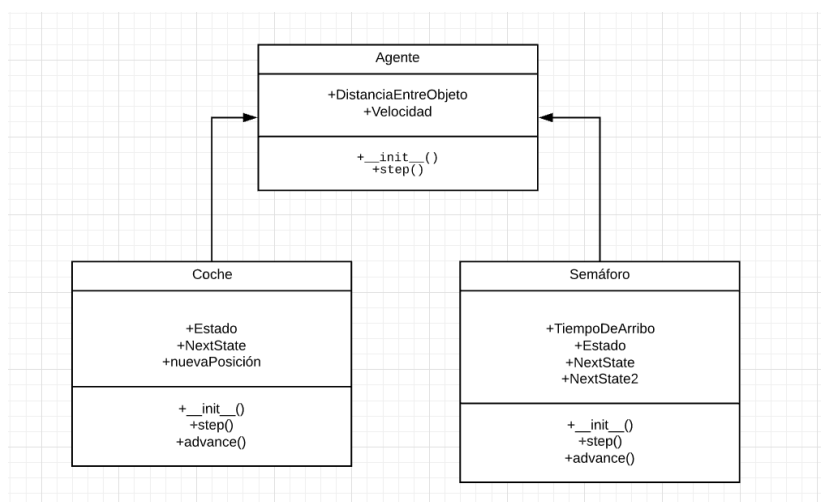 Agente
+DistanciaEntreObjeto
+Velocidad
+__init__()
+step()
Coche
+Estado
+NextState
+nuevaPosición
+__init__()
+step()
+advance()
Semáforo
+TiempoDeArribo
+Estado
+NextState
+NextState2
+__init__()
+step()
+advance()